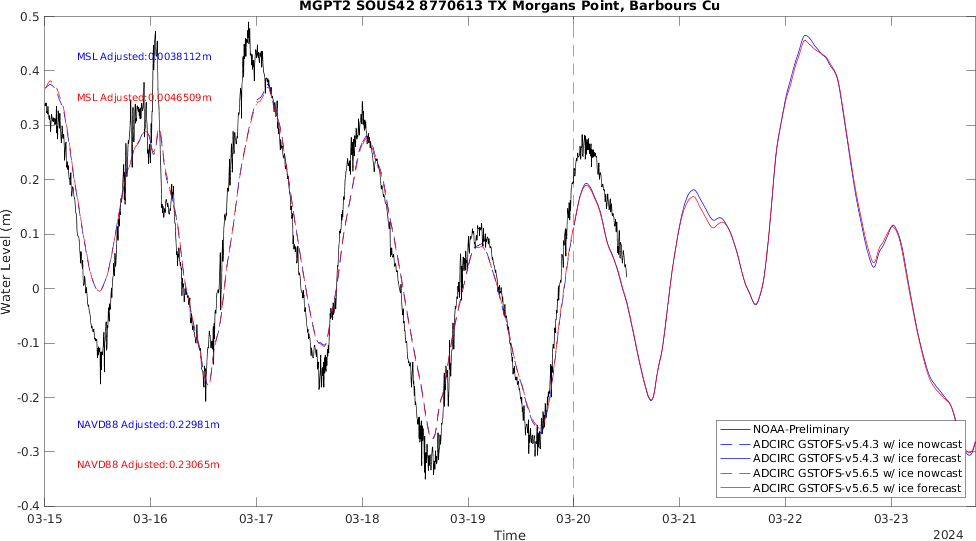 MGPT2 SOUS42 8770613 TX Morgans Point, Barbours Cu
0.5
0.4
0.3
0.2
0.1
0
-0.1
-0.2
-0.3
-0.4
Water Level (m)
MSL Adjusted:0.0038112m
MSL Adjusted:0.0046509m
NAVD88 Adjusted:0.22981m
NAVD88 Adjusted:0.23065m
NOAA-Preliminary
ADCIRC GSTOFS-v5.4.3 w/ ice nowcast
ADCIRC GSTOFS-v5.4.3 w/ ice forecast
ADCIRC GSTOFS-v5.6.5 w/ ice nowcast
ADCIRC GSTOFS-v5.6.5 w/ ice forecast
03-15 03-16 03-17 03-18 03-19 03-20 03-21 03-22 03-23
Time
2024